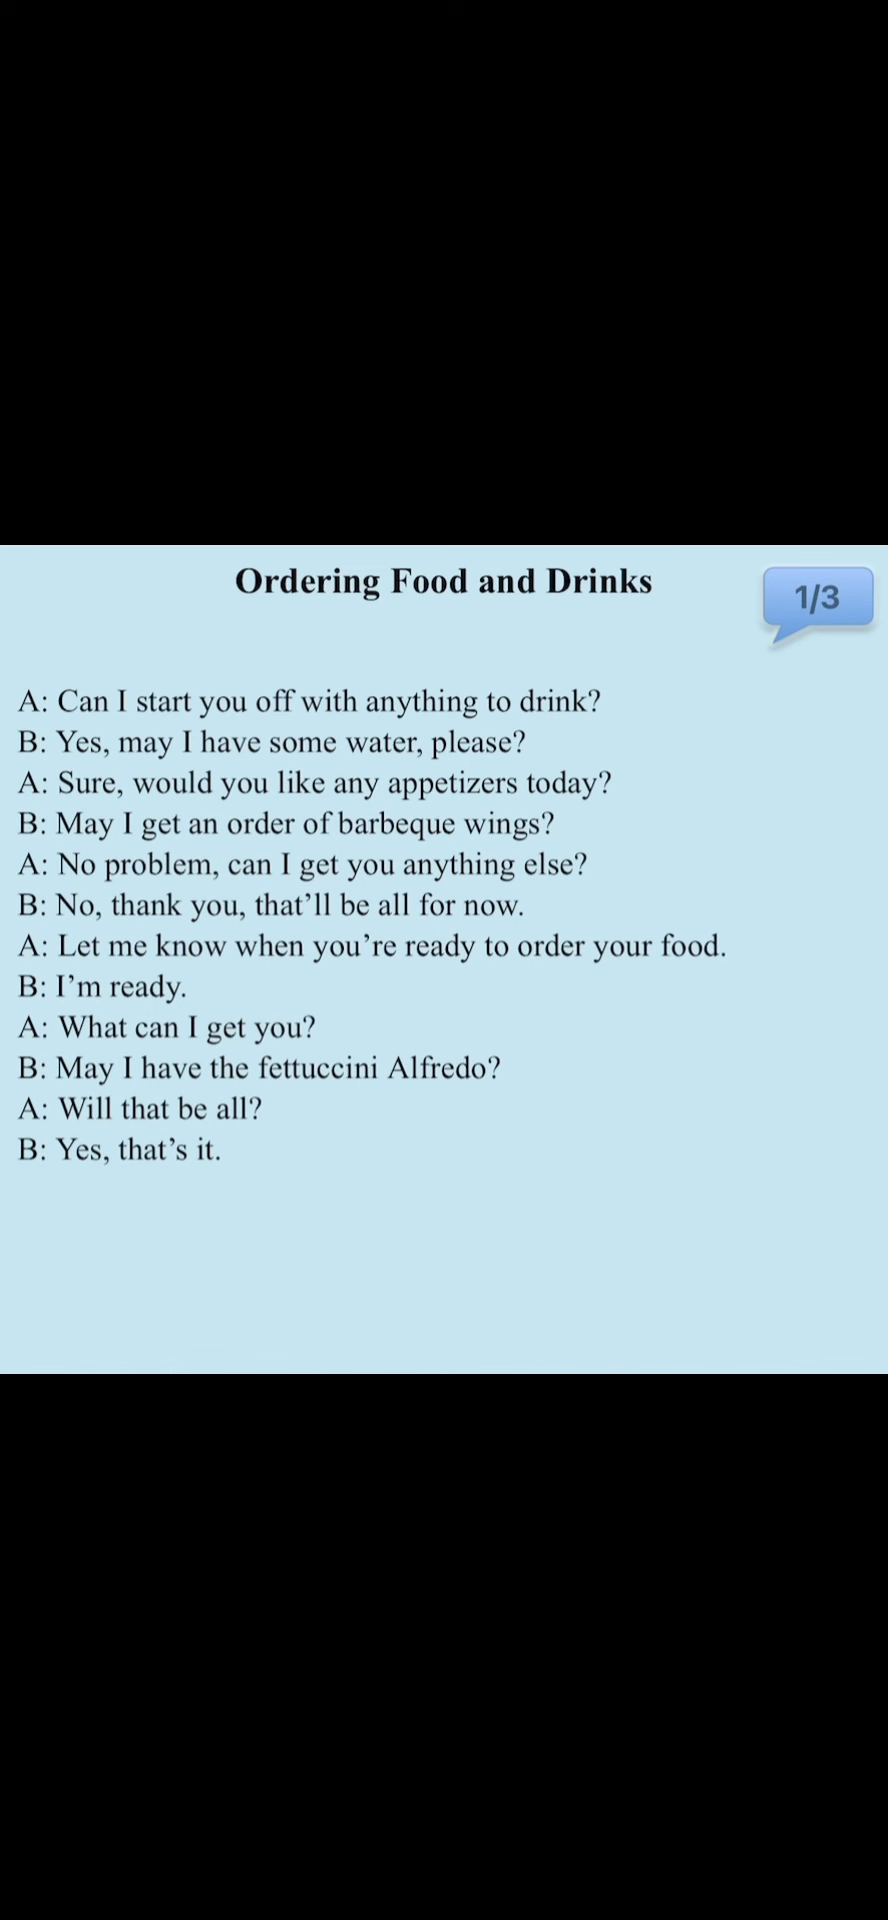 Ordering Food and Drinks
1/3
A: Can I start you off with anything to drink?
B: Yes, may I have some water, please?
A: Sure, would you like any appetizers today?
B: May I get an order of barbeque wings?
A: No problem, can I get you anything else?
B: No, thank you, that’ll be all for now.
A: Let me know when you’re ready to order your food.
B: I’m ready.
A: What can I get you?
B: May I have the fettuccini Alfredo?
A: Will that be all?
B: Yes, that’s it.